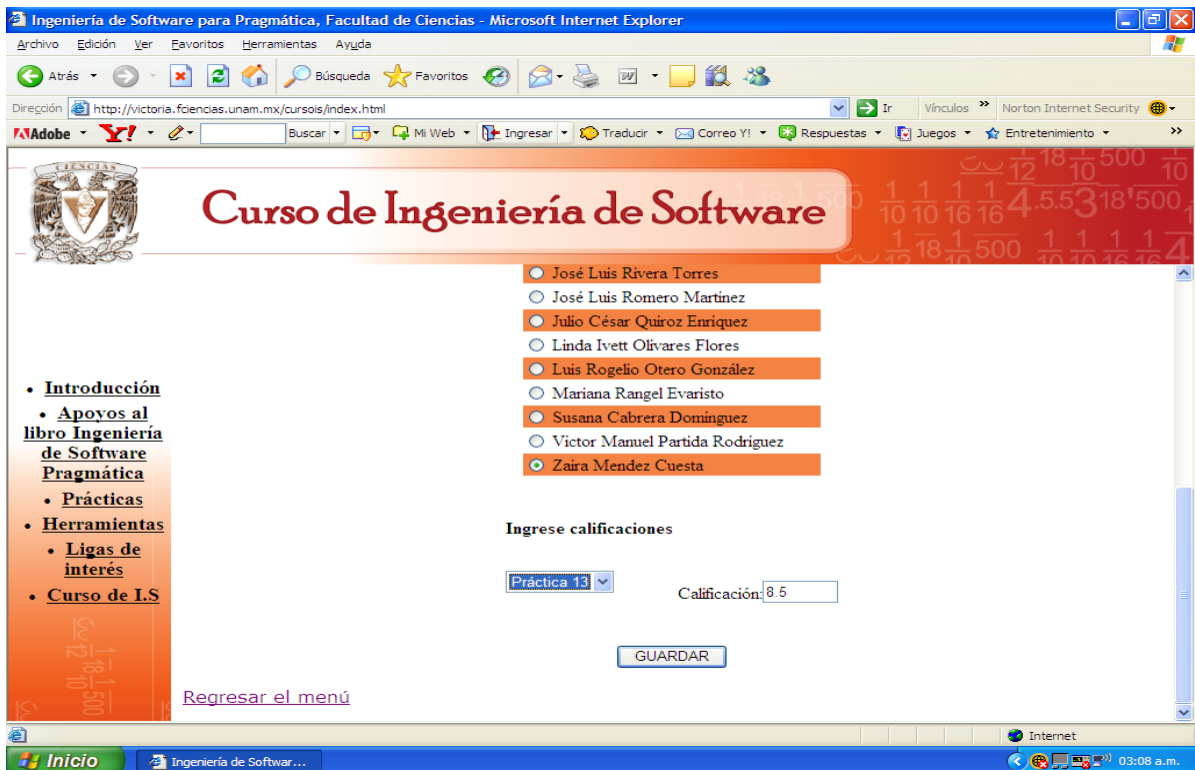 Ingeniería de Software para Pragmática, Facultad de Ciencias - Microsoft Internet Explorer
Archivo Edición Ver Favoritos Herramientas Ayuda
Atrás Búsqueda Favoritos
Dirección http://victoria.fciencias.unam.mx/cursois/index.html Ir Vínculos » Norton Internet Security
Adobe Y! Buscar Mi Web Ingresar Traducir Correo Y! Respuestas Juegos Entretenimiento »
CIENCIAS
Curso de Ingeniería de Software
José Luis Rivera Torres
José Luis Romero Martinez
Julio César Quiroz Enriquez
Linda Ivett Olivares Flores
Luis Rogelio Otero González
Mariana Rangel Evaristo
Susana Cabrera Dominguez
Victor Manuel Partida Rodriguez
Zaira Mendez Cuesta
• Introducción
• Apoyos al
libro Ingeniería
de Software
Pragmática
• Prácticas
• Herramientas
• Ligas de
interés
• Curso de I.S
Ingrese calificaciones
Práctica 13 Calificación: 8.5
GUARDAR
Regresar el menú
Internet
Inicio Ingeniería de Softwar... 03:08 a.m.